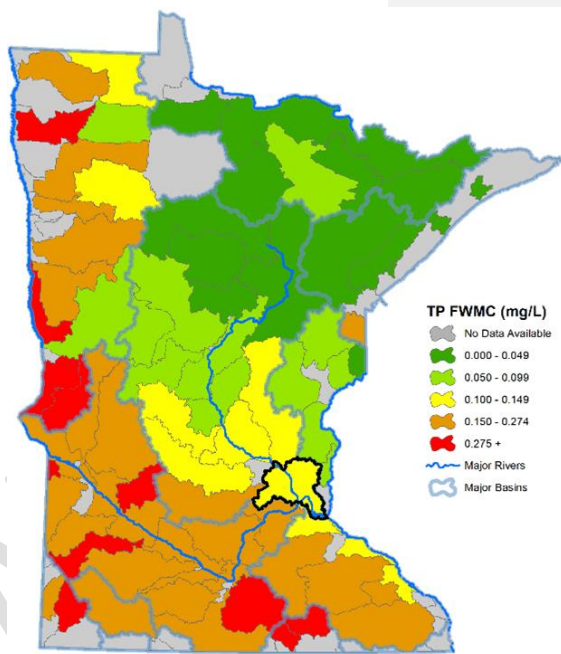 TP FWMC (mg/L)
No Data Available
0.000 - 0.049
0.050 - 0.099
0.100 - 0.149
0.150 - 0.274
0.275 +
Major Rivers
Major Basins